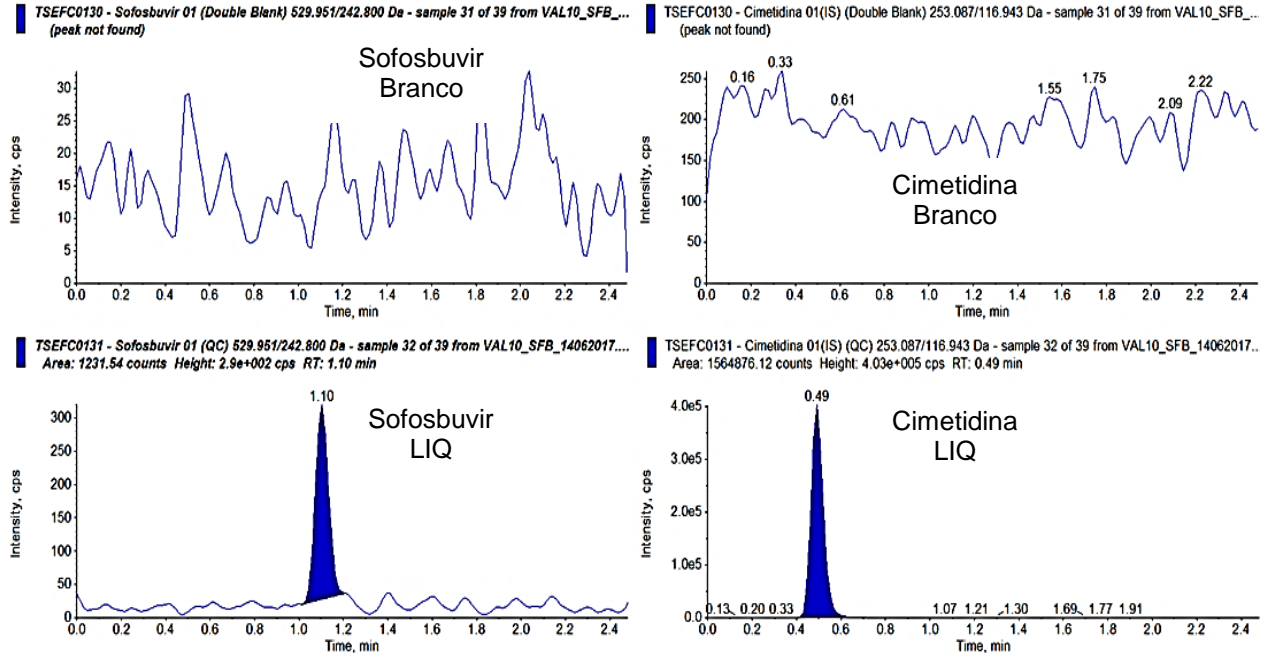 TSEFC0130 - Sofosbuvir 01 (Double Blank) 529.951/242.800 Da - sample 31 of 39 from VAL10_SFB_...
(peak not found)
Sofosbuvir
Branco
Intensity, cps
30
25
20
15
10
5
0
0.0 0.2 0.4 0.6 0.8 1.0 1.2 1.4 1.6 1.8 2.0 2.2 2.4
Time, min
TSEFC0130 - Cimetidina 01(IS) (Double Blank) 253.087/116.943 Da - sample 31 of 39 from VAL10_SFB_...
(peak not found)
Cimetidina
Branco
0.16 0.33 0.61 1.55 1.75 2.09 2.22
Intensity, cps
250
200
150
100
50
0
0.0 0.2 0.4 0.6 0.8 1.0 1.2 1.4 1.6 1.8 2.0 2.2 2.4
Time, min
TSEFC0131 - Sofosbuvir 01 (QC) 529.951/242.800 Da - sample 32 of 39 from VAL10_SFB_14062017....
Area: 1231.54 counts Height: 2.9e+002 cps RT: 1.10 min
1.10
Sofosbuvir
LIQ
Intensity, cps
300
250
200
150
100
50
0
0.0 0.2 0.4 0.6 0.8 1.0 1.2 1.4 1.6 1.8 2.0 2.2 2.4
Time, min
TSEFC0131 - Cimetidina 01(IS) (QC) 253.087/116.943 Da - sample 32 of 39 from VAL10_SFB_14062017...
Area: 1564876.12 counts Height: 4.03e+005 cps RT: 0.49 min
0.49
Cimetidina
LIQ
Intensity, cps
4.0e5
3.0e5
2.0e5
1.0e5
0.0
0.13 0.20 0.33 1.07 1.21 1.30 1.69 1.77 1.91
0.0 0.2 0.4 0.6 0.8 1.0 1.2 1.4 1.6 1.8 2.0 2.2 2.4
Time, min